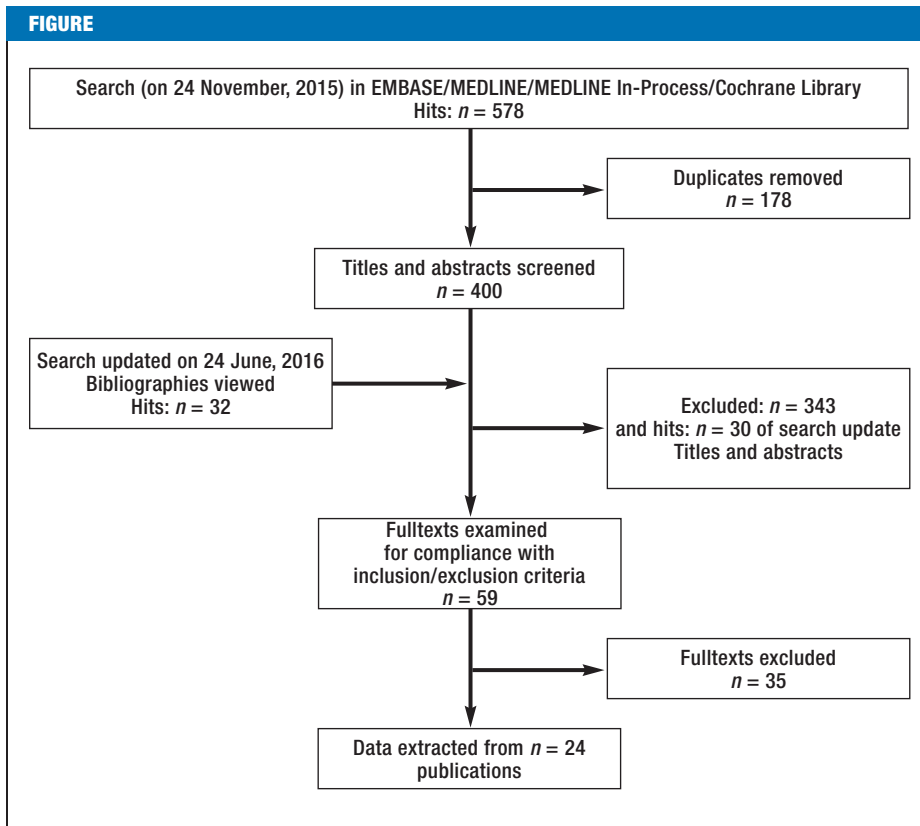 FIGURE
Search (on 24 November, 2015) in EMBASE/MEDLINE/MEDLINE In-Process/Cochrane Library
Hits: n = 578
Duplicates removed
n = 178
Titles and abstracts screened
n = 400
Search updated on 24 June, 2016
Bibliographies viewed
Hits: n = 32
Excluded: n = 343
and hits: n = 30 of search update
Titles and abstracts
Fulltexts examined
for compliance with
inclusion/exclusion criteria
n = 59
Fulltexts excluded
n = 35
Data extracted from n = 24
publications